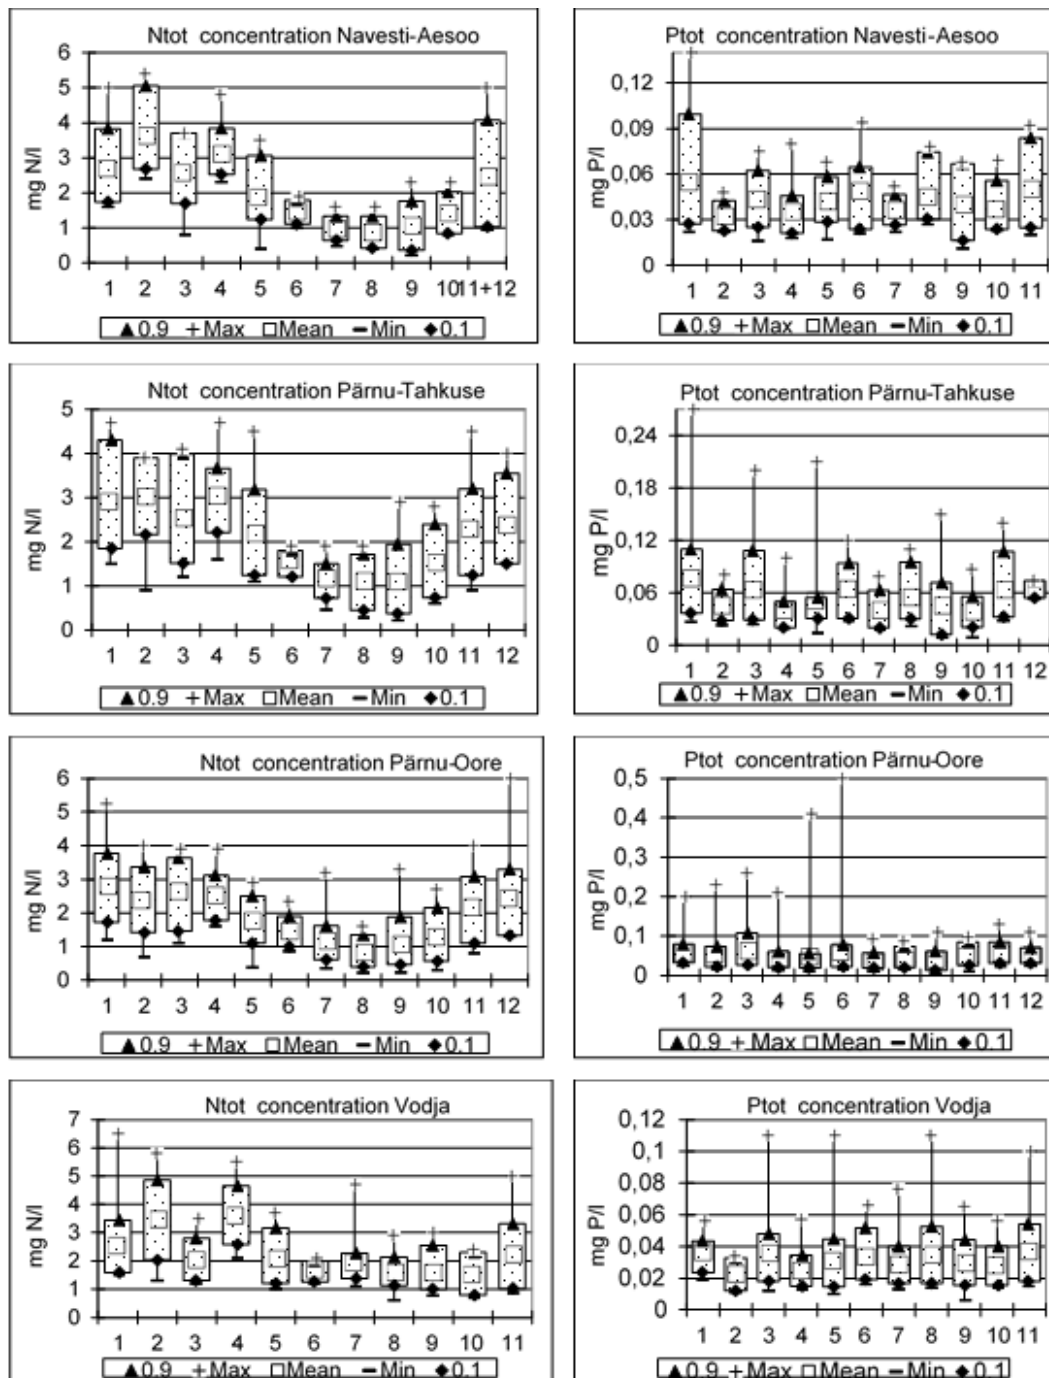 Ntot concentration Navesti-Aesoo
6
5
4
3
2
1
0
mg N/l
1 2 3 4 5 6 7 8 9 10 11+12
▲0.9 +Max □Mean −Min ◆0.1
Ptot concentration Navesti-Aesoo
0,12
0,09
0,06
0,03
0
mg P/l
1 2 3 4 5 6 7 8 9 10 11
▲0.9 +Max □Mean −Min ◆0.1
Ntot concentration Pärnu-Tahkuse
5
4
3
2
1
0
mg N/l
1 2 3 4 5 6 7 8 9 10 11 12
▲0.9 +Max □Mean −Min ◆0.1
Ptot concentration Pärnu-Tahkuse
0,24
0,18
0,12
0,06
0
mg P/l
1 2 3 4 5 6 7 8 9 10 11 12
▲0.9 +Max □Mean −Min ◆0.1
Ntot concentration Pärnu-Oore
6
5
4
3
2
1
0
mg N/l
1 2 3 4 5 6 7 8 9 10 11 12
▲0.9 +Max □Mean −Min ◆0.1
Ptot concentration Pärnu-Oore
0,5
0,4
0,3
0,2
0,1
0
mg P/l
1 2 3 4 5 6 7 8 9 10 11 12
▲0.9 +Max □Mean −Min ◆0.1
Ntot concentration Vodja
7
6
5
4
3
2
1
0
mg N/l
1 2 3 4 5 6 7 8 9 10 11
▲0.9 +Max □Mean −Min ◆0.1
Ptot concentration Vodja
0,12
0,1
0,08
0,06
0,04
0,02
0
mg P/l
1 2 3 4 5 6 7 8 9 10 11
▲0.9 +Max □Mean −Min ◆0.1